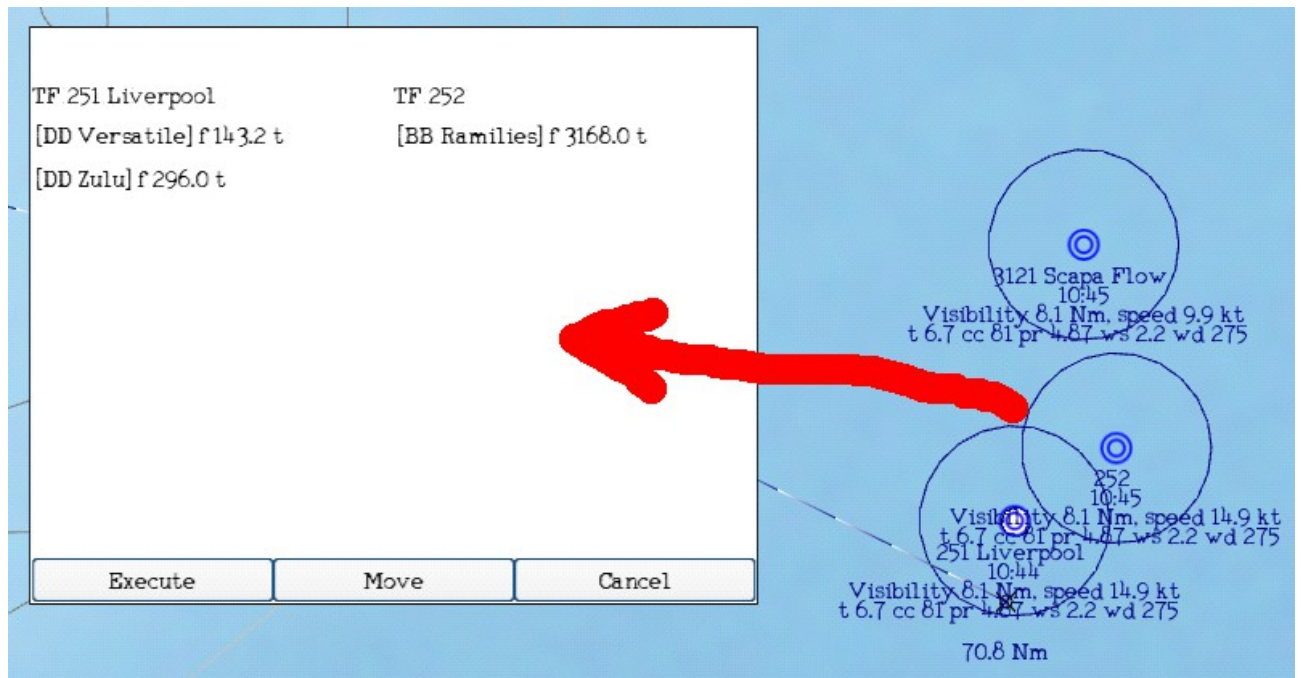 TF 251 Liverpool
TF 252
[DD Versatile] f 143.2 t
[BB Ramilies] f 3168.0 t
[DD Zulu] f 296.0 t
Execute
Move
Cancel
3121 Scapa Flow
10:45
Visibility 8.1 Nm, speed 9.9 kt
t 6.7 cc 81 pr 4.87 ws 2.2 wd 275
252
10:45
Visibility 8.1 Nm, speed 14.9 kt
t 6.7 cc 81 pr 4.87 ws 2.2 wd 275
251 Liverpool
10:44
Visibility 8.1 Nm, speed 14.9 kt
t 6.7 cc 81 pr 4.87 ws 2.2 wd 275
70.8 Nm